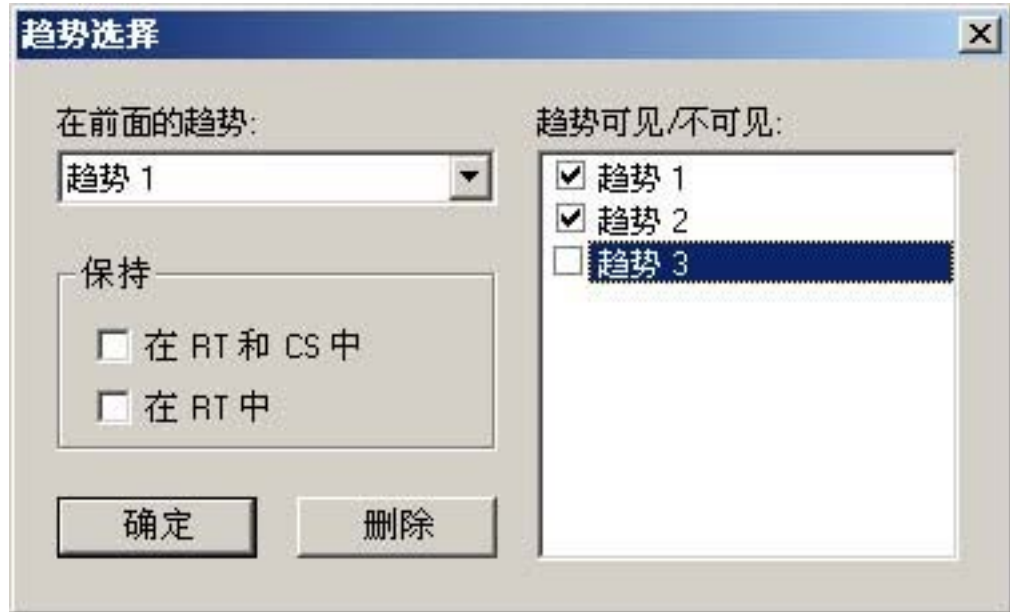 趋势选择
在前面的趋势:
趋势 1
保持
在 RT 和 CS 中
在 RT 中
确定
删除
趋势可见/不可见:
趋势 1
趋势 2
趋势 3